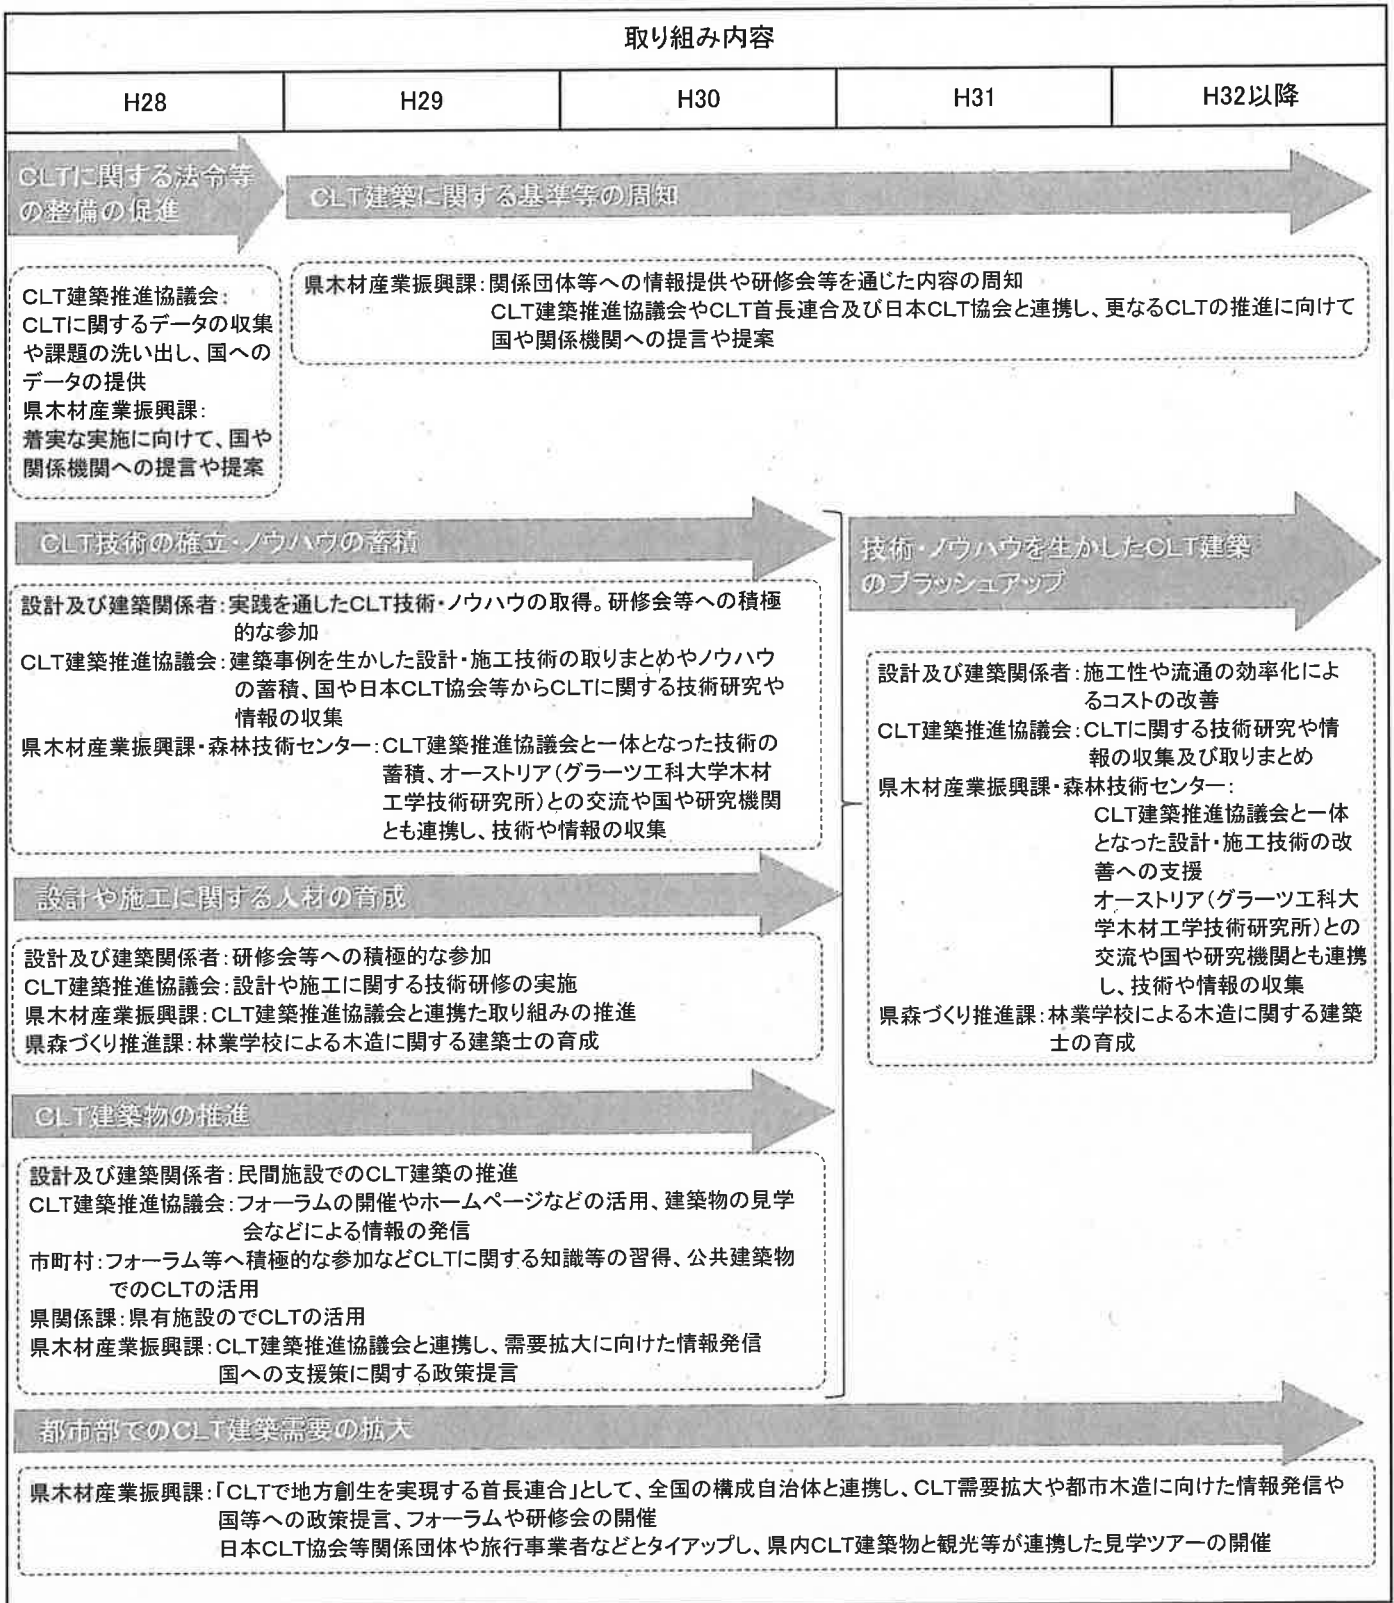 取り組み内容
H28
H29
H30
H31
H32以降
CLTに関する法令等
の整備の促進
CLT建築に関する基準等の周知
CLT建築推進協議会:
CLTに関するデータの収集
や課題の洗い出し、国への
データの提供
県木材産業振興課:
着実な実施に向けて、国や
関係機関への提言や提案
県木材産業振興課:関係団体等への情報提供や研修会等を通じた内容の周知
CLT建築推進協議会やCLT首長連合及び日本CLT協会と連携し、更なるCLTの推進に向けて
国や関係機関への提言や提案
CLT技術の確立・ノウハウの蓄積
設計及び建築関係者:実践を通したCLT技術・ノウハウの取得。研修会等への積極
的な参加
CLT建築推進協議会:建築事例を生かした設計・施工技術の取りまとめやノウハウ
の蓄積、国や日本CLT協会等からCLTに関する技術研究や
情報の収集
県木材産業振興課・森林技術センター:CLT建築推進協議会と一体となった技術の
蓄積、オーストリア(グラーツ工科大学木材
工学技術研究所)との交流や国や研究機関
とも連携し、技術や情報の収集
設計や施工に関する人材の育成
設計及び建築関係者:研修会等への積極的な参加
CLT建築推進協議会:設計や施工に関する技術研修の実施
県木材産業振興課:CLT建築推進協議会と連携た取り組みの推進
県森づくり推進課:林業学校による木造に関する建築士の育成
CLT建築物の推進
設計及び建築関係者:民間施設でのCLT建築の推進
CLT建築推進協議会:フォーラムの開催やホームページなどの活用、建築物の見学
会などによる情報の発信
市町村:フォーラム等へ積極的な参加などCLTに関する知識等の習得、公共建築物
でのCLTの活用
県関係課:県有施設のでCLTの活用
県木材産業振興課:CLT建築推進協議会と連携し、需要拡大に向けた情報発信
国への支援策に関する政策提言
技術・ノウハウを生かしたCLT建築
のブラッシュアップ
設計及び建築関係者:施工性や流通の効率化によ
るコストの改善
CLT建築推進協議会:CLTに関する技術研究や情
報の収集及び取りまとめ
県木材産業振興課・森林技術センター:
CLT建築推進協議会と一体
となった設計・施工技術の改
善への支援
オーストリア(グラーツ工科大
学木材工学技術研究所)との
交流や国や研究機関とも連携
し、技術や情報の収集
県森づくり推進課:林業学校による木造に関する建築
士の育成
都市部でのCLT建築需要の拡大
県木材産業振興課:「CLTで地方創生を実現する首長連合」として、全国の構成自治体と連携し、CLT需要拡大や都市木造に向けた情報発信や
国等への政策提言、フォーラムや研修会の開催
日本CLT協会等関係団体や旅行事業者などとタイアップし、県内CLT建築物と観光等が連携した見学ツアーの開催